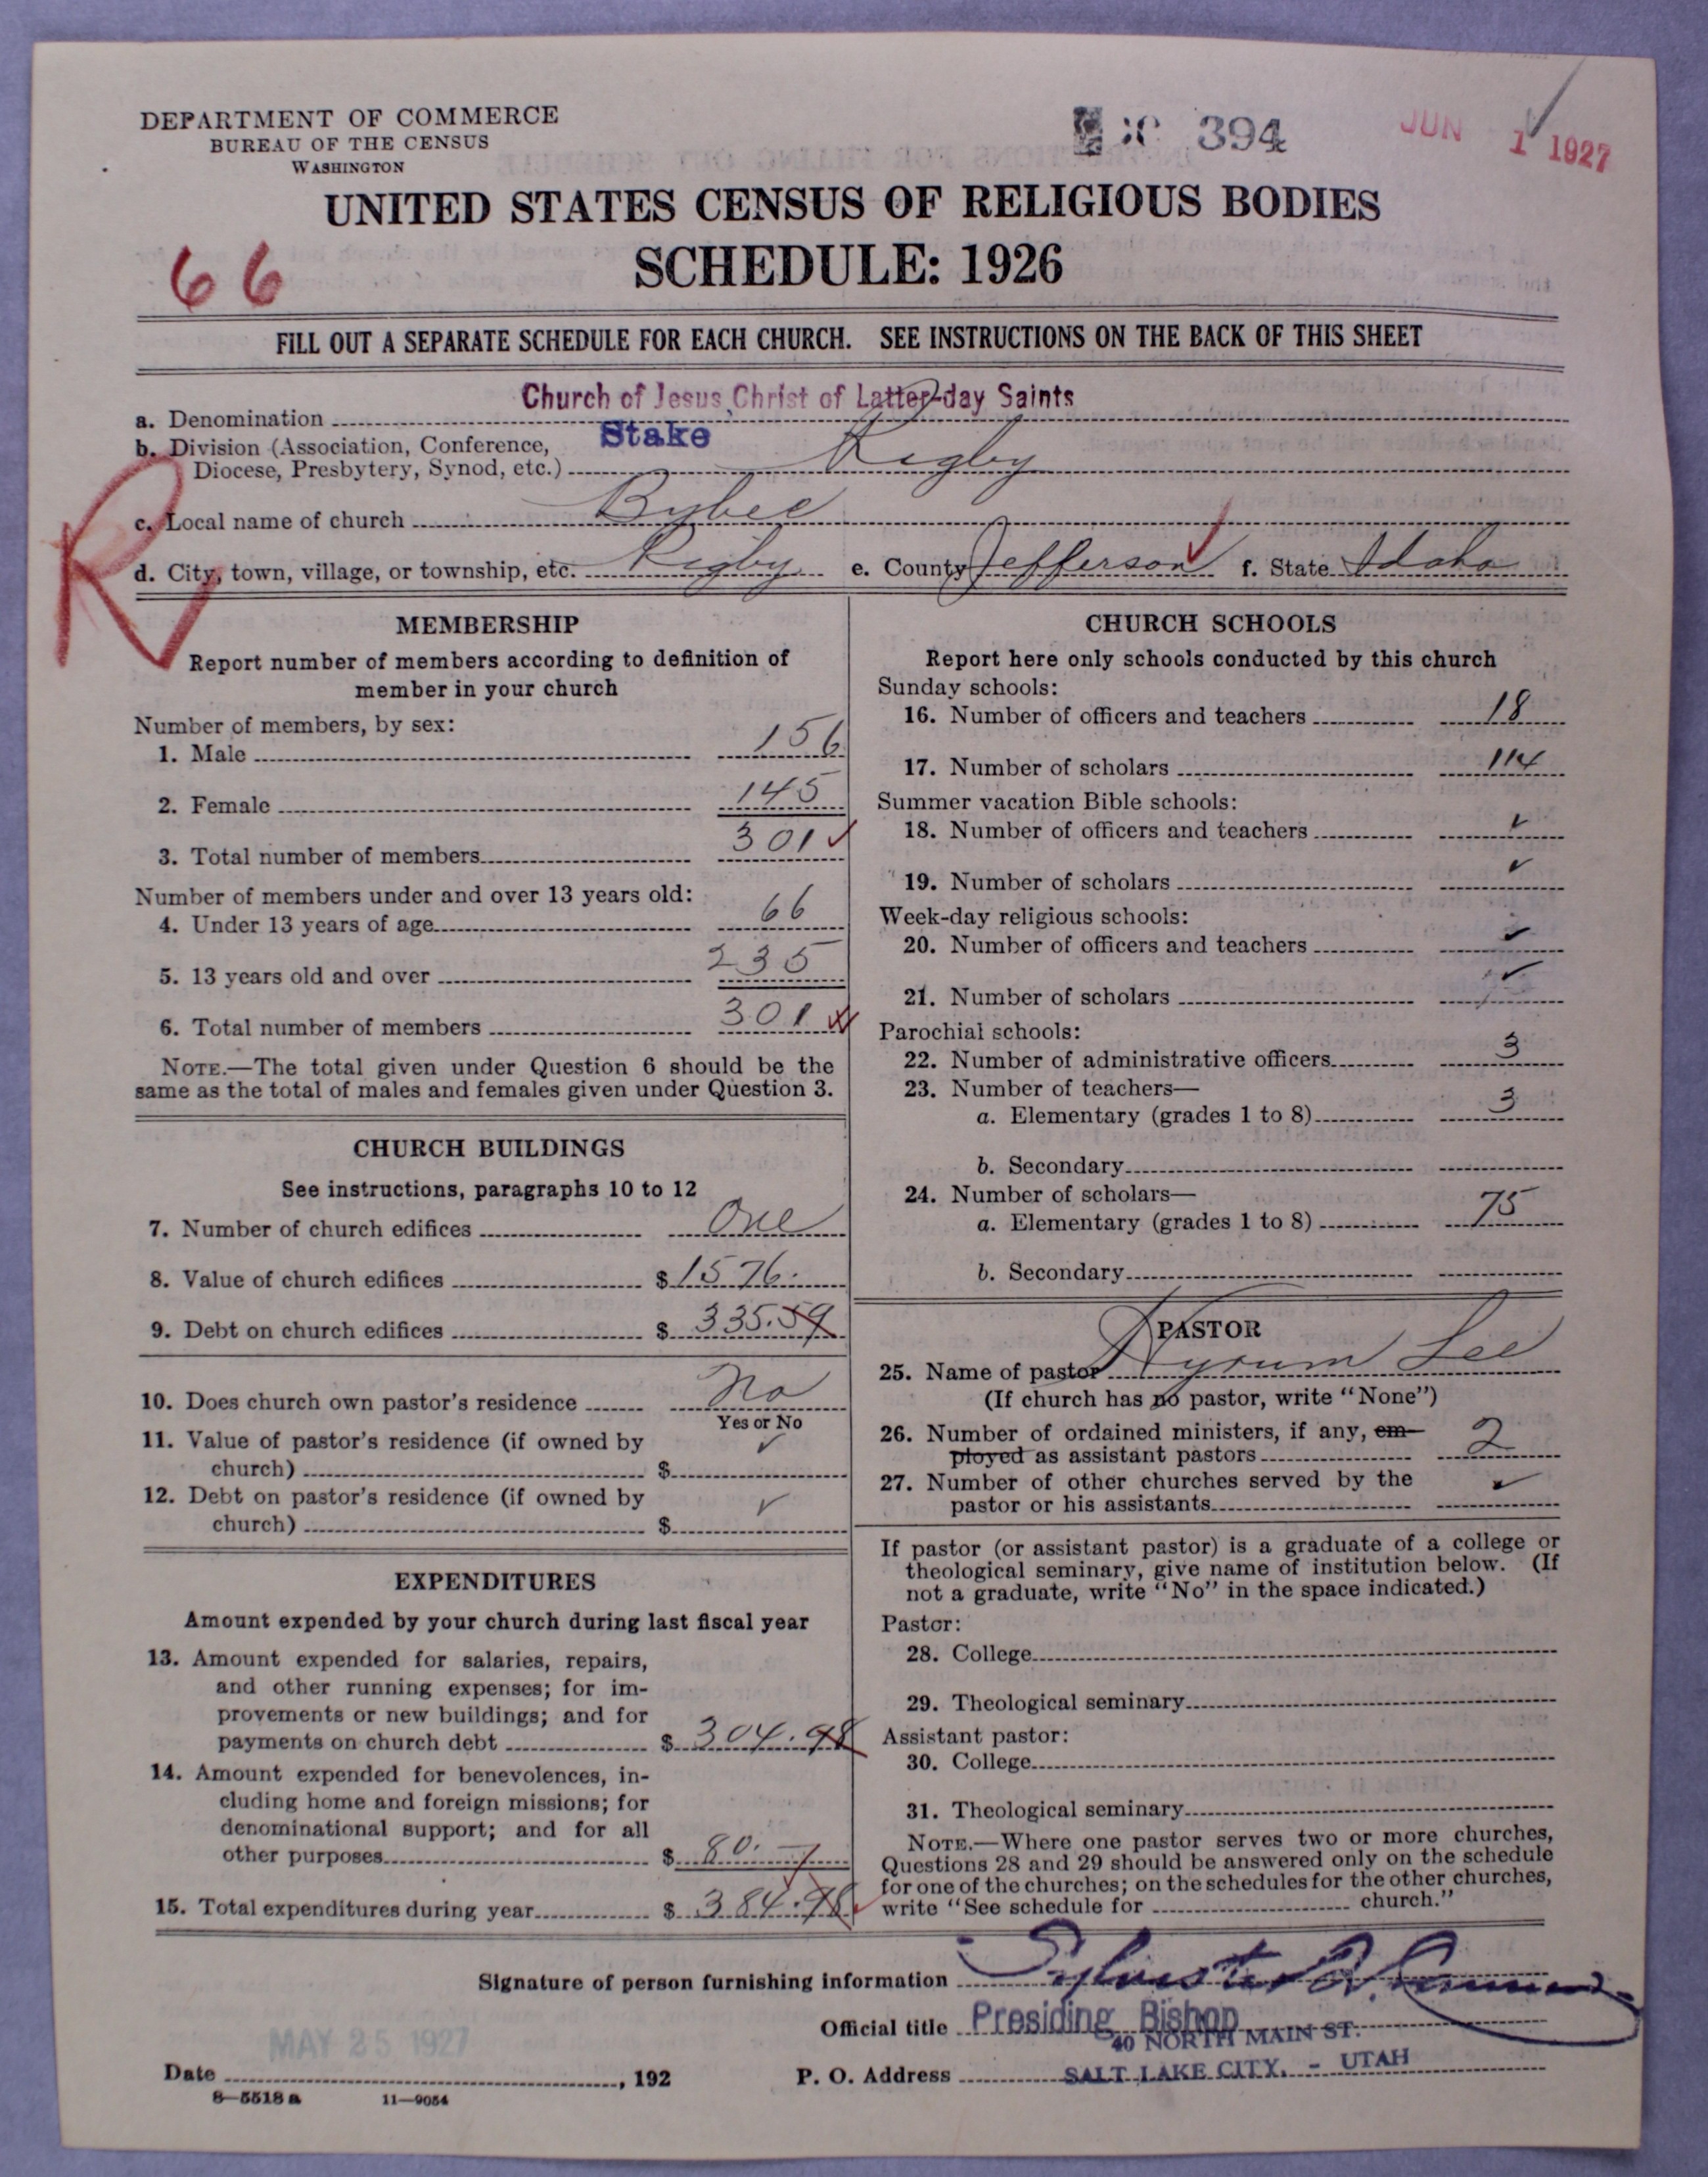 DEPARTMENT OF COMMERCE
BUREAU OF THE CENSUS
WASHINGTON
394
JUN 1 1927
UNITED STATES CENSUS OF RELIGIOUS BODIES
SCHEDULE: 1926
66
FILL OUT A SEPARATE SCHEDULE FOR EACH CHURCH. SEE INSTRUCTIONS ON THE BACK OF THIS SHEET
a. Denomination Church of Jesus Christ of Latter-day Saints
b. Division (Association, Conference, Stake
Diocese, Presbytery, Synod, etc.) Rigby
R
c. Local name of church Bybee
d. City, town, village, or township, etc. Rigby e. County Jefferson f. State Idaho
MEMBERSHIP
Report number of members according to definition of
member in your church
Number of members, by sex:
1. Male 156
2. Female 145
3. Total number of members 301
Number of members under and over 13 years old:
4. Under 13 years of age 66
5. 13 years old and over 235
6. Total number of members 301
NOTE.—The total given under Question 6 should be the
same as the total of males and females given under Question 3.
CHURCH BUILDINGS
See instructions, paragraphs 10 to 12
7. Number of church edifices One
8. Value of church edifices $ 1576.
9. Debt on church edifices $ 335.59
10. Does church own pastor's residence No
Yes or No
11. Value of pastor's residence (if owned by ✓
church) $
12. Debt on pastor's residence (if owned by ✓
church) $
EXPENDITURES
Amount expended by your church during last fiscal year
13. Amount expended for salaries, repairs,
and other running expenses; for im-
provements or new buildings; and for
payments on church debt $ 304.98
14. Amount expended for benevolences, in-
cluding home and foreign missions; for
denominational support; and for all
other purposes $ 80. —
15. Total expenditures during year $ 384.98
CHURCH SCHOOLS
Report here only schools conducted by this church
Sunday schools:
16. Number of officers and teachers 18
17. Number of scholars 114
Summer vacation Bible schools:
18. Number of officers and teachers ✓
19. Number of scholars ✓
Week-day religious schools:
20. Number of officers and teachers ✓
21. Number of scholars ✓
Parochial schools:
22. Number of administrative officers 3
23. Number of teachers—
a. Elementary (grades 1 to 8) 3
b. Secondary
24. Number of scholars—
a. Elementary (grades 1 to 8) 75
b. Secondary
PASTOR
25. Name of pastor Hyrum Lee
(If church has no pastor, write "None")
26. Number of ordained ministers, if any, em-
ployed as assistant pastors 2
27. Number of other churches served by the ✓
pastor or his assistants
If pastor (or assistant pastor) is a graduate of a college or
theological seminary, give name of institution below. (If
not a graduate, write "No" in the space indicated.)
Pastor:
28. College
29. Theological seminary
Assistant pastor:
30. College
31. Theological seminary
NOTE.—Where one pastor serves two or more churches,
Questions 28 and 29 should be answered only on the schedule
for one of the churches; on the schedules for the other churches,
write "See schedule for church."
Signature of person furnishing information Sylvester Q. Cannon
Official title Presiding Bishop
40 NORTH MAIN ST.
MAY 25 1927
Date , 192 P. O. Address SALT LAKE CITY, - UTAH
8—5518 a 11—9054